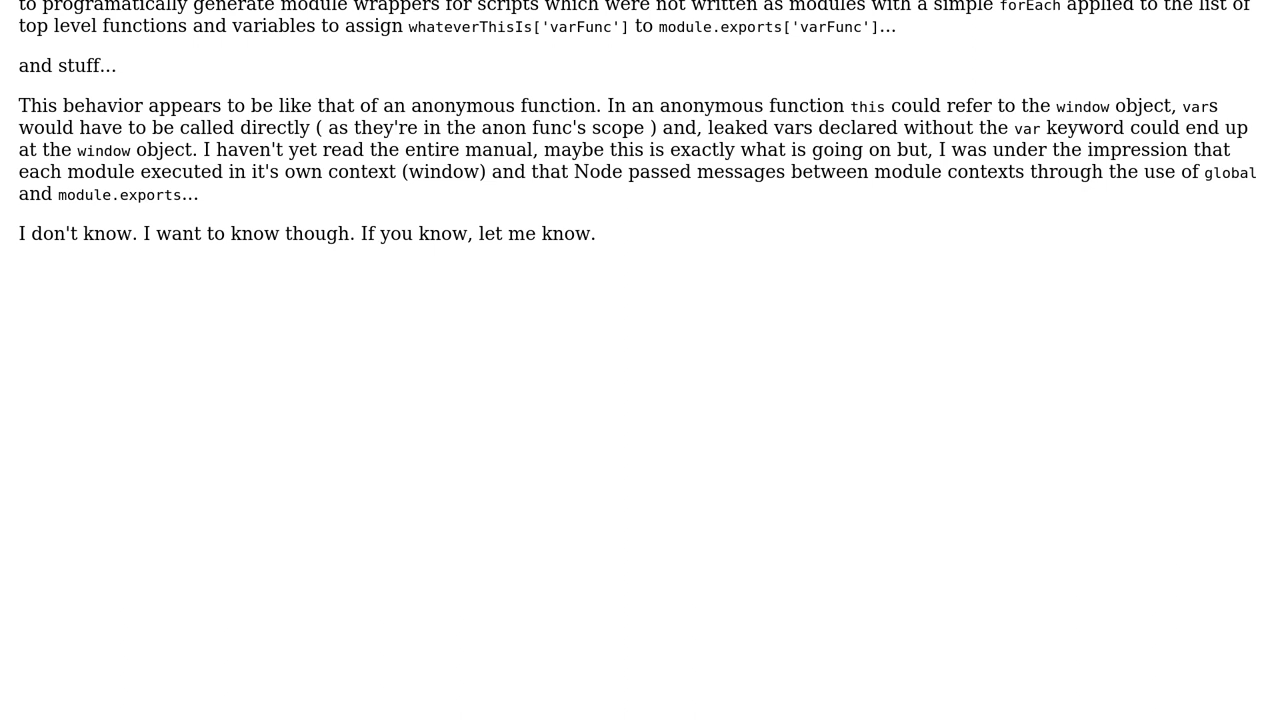 to programatically generate module wrappers for scripts which were not written as modules with a simple forEach applied to the list of
top level functions and variables to assign whateverThisIs['varFunc'] to module.exports['varFunc']...
and stuff...
This behavior appears to be like that of an anonymous function. In an anonymous function this could refer to the window object, vars
would have to be called directly ( as they're in the anon func's scope ) and, leaked vars declared without the var keyword could end up
at the window object. I haven't yet read the entire manual, maybe this is exactly what is going on but, I was under the impression that
each module executed in it's own context (window) and that Node passed messages between module contexts through the use of global
and module.exports...
I don't know. I want to know though. If you know, let me know.